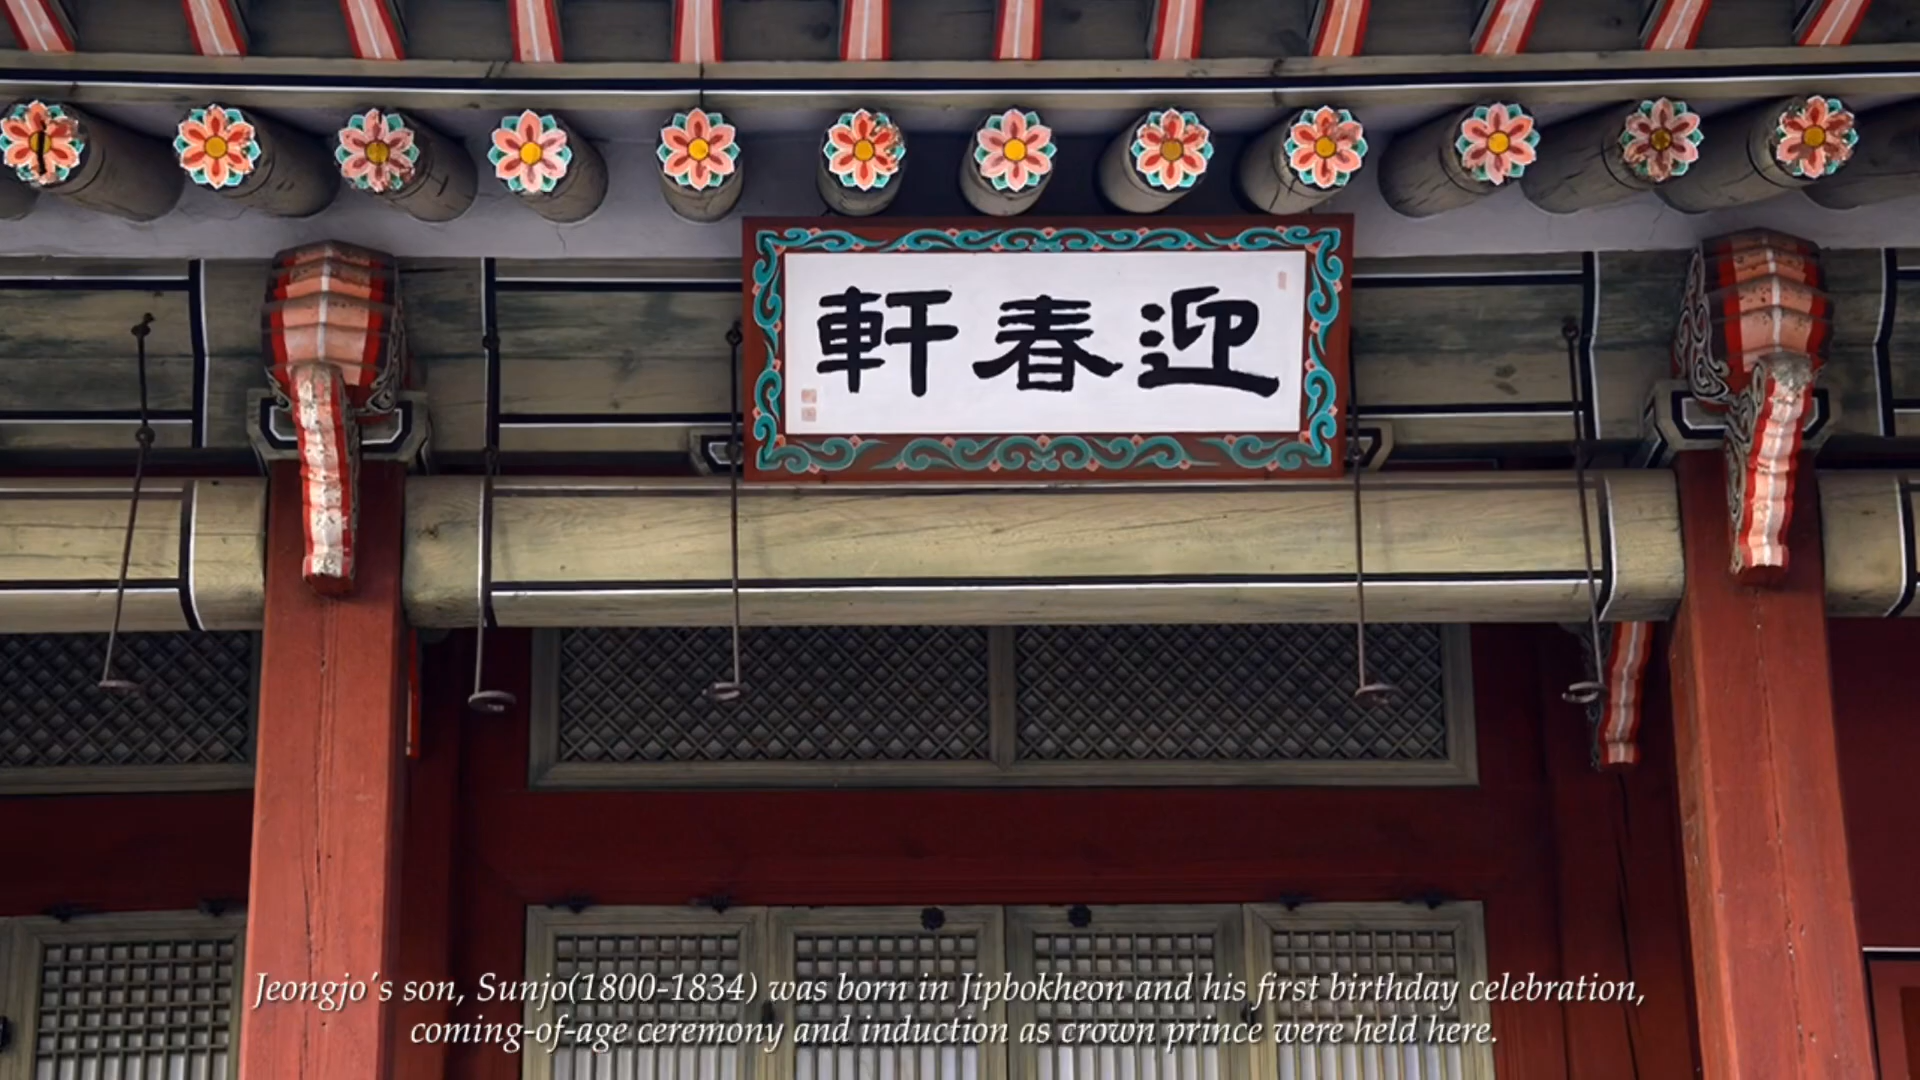 迎春軒
Jeongjo's son, Sunjo(1800-1834) was born in Jipbokheon and his first birthday celebration,
coming-of-age ceremony and induction as crown prince were held here.